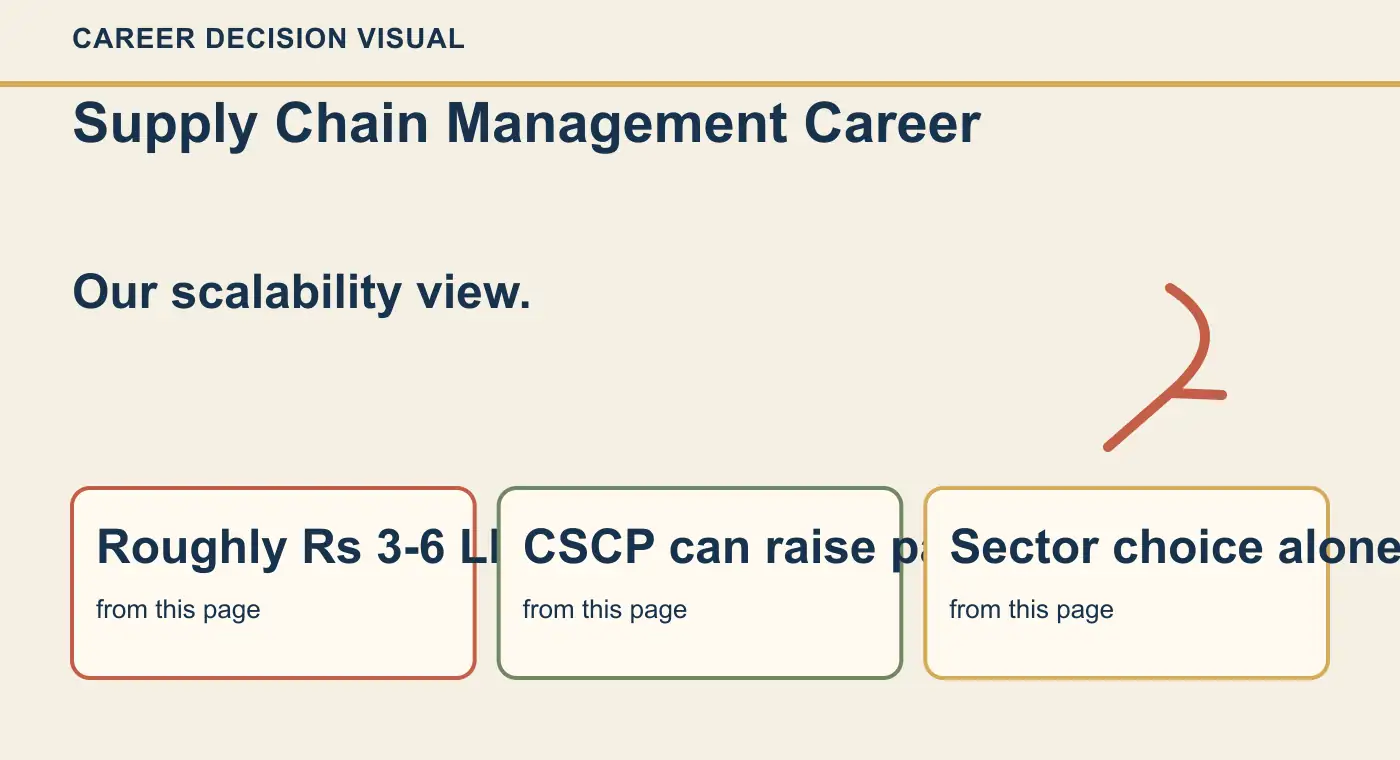 CAREER DECISION VISUAL
Supply Chain Management Career
Our scalability view.
Roughly Rs 3-6
CSCP can raise
Sector choice alone
from this page
from this page
from this page